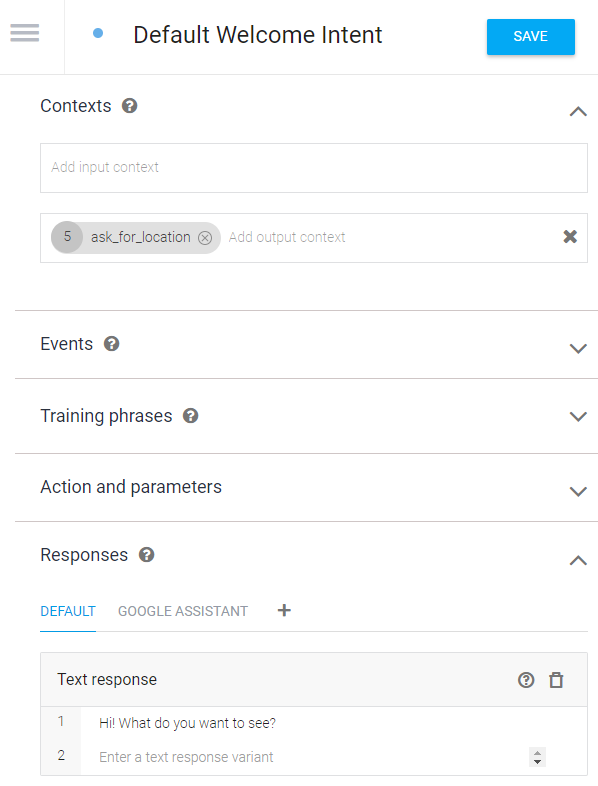 Default Welcome Intent
SAVE
Contexts
Add input context
5 ask_for_location Add output context
Events
Training phrases
Action and parameters
Responses
DEFAULT GOOGLE ASSISTANT
Text response
1 Hi! What do you want to see?
2 Enter a text response variant